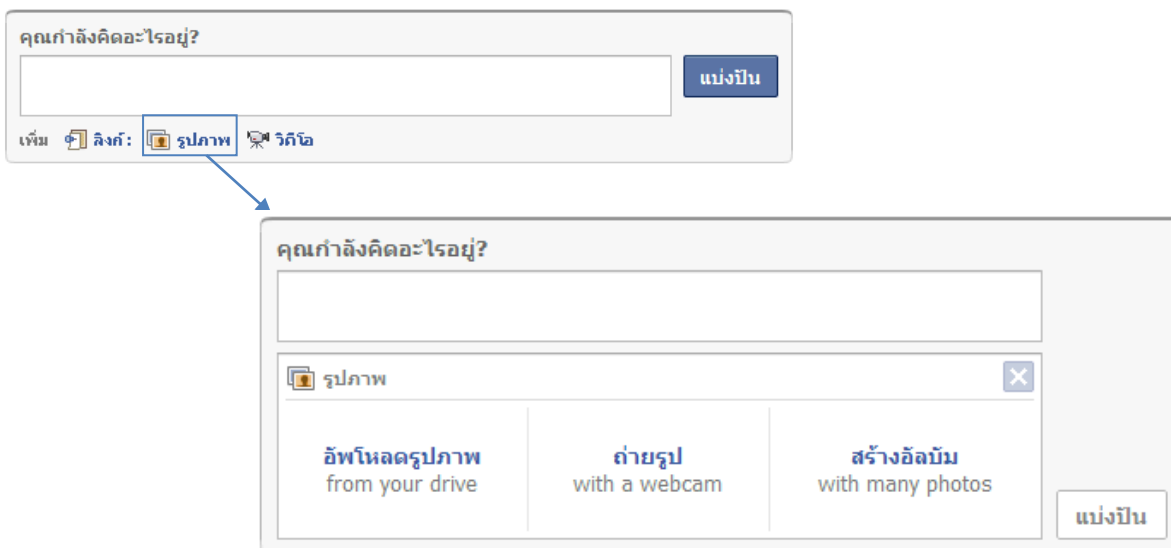 คุณกำลังคิดอะไรอยู่?
แบ่งปัน
เพิ่ม ลิงก์: รูปภาพ วิดีโอ
คุณกำลังคิดอะไรอยู่?
รูปภาพ
อัพโหลดรูปภาพ ถ่ายรูป สร้างอัลบัม
from your drive with a webcam with many photos
แบ่งปัน